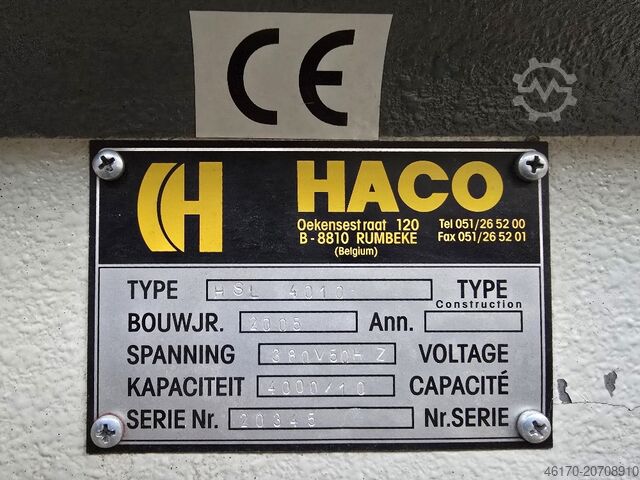 CE
H HACO
Oekensestraat 120 Tel 051/26 52 00
B-8810 RUMBEKE Fax 051/26 52 01
(Belgium)
TYPE HSL 4010 TYPE
BOUWJR. 2005 Ann. Construction
SPANNING 380V50HZ VOLTAGE
KAPACITEIT 4000/10 CAPACITÉ
SERIE Nr. 20345 Nr. SERIE
46170-20708910